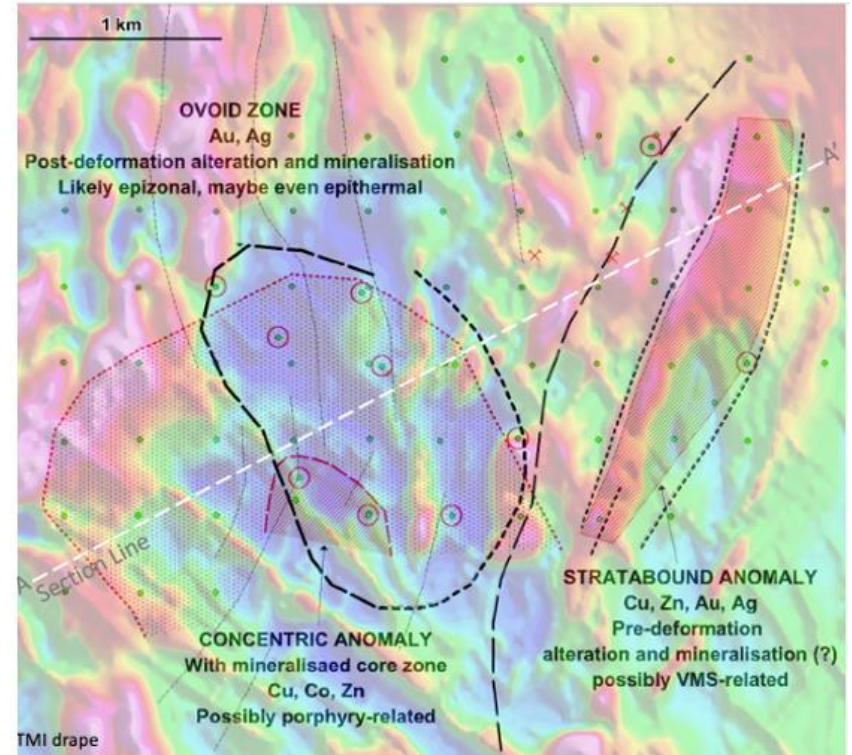 1 km
OVOID ZONE
Au, Ag
Post-deformation alteration and mineralisation
Likely epizonal, maybe even epithermal
A'
A
Section Line
STRATABOUND ANOMALY
Cu, Zn, Au, Ag
Pre-deformation
alteration and mineralisation (?)
possibly VMS-related
CONCENTRIC ANOMALY
With mineralisaed core zone
Cu, Co, Zn
Possibly porphyry-related
TMI drape